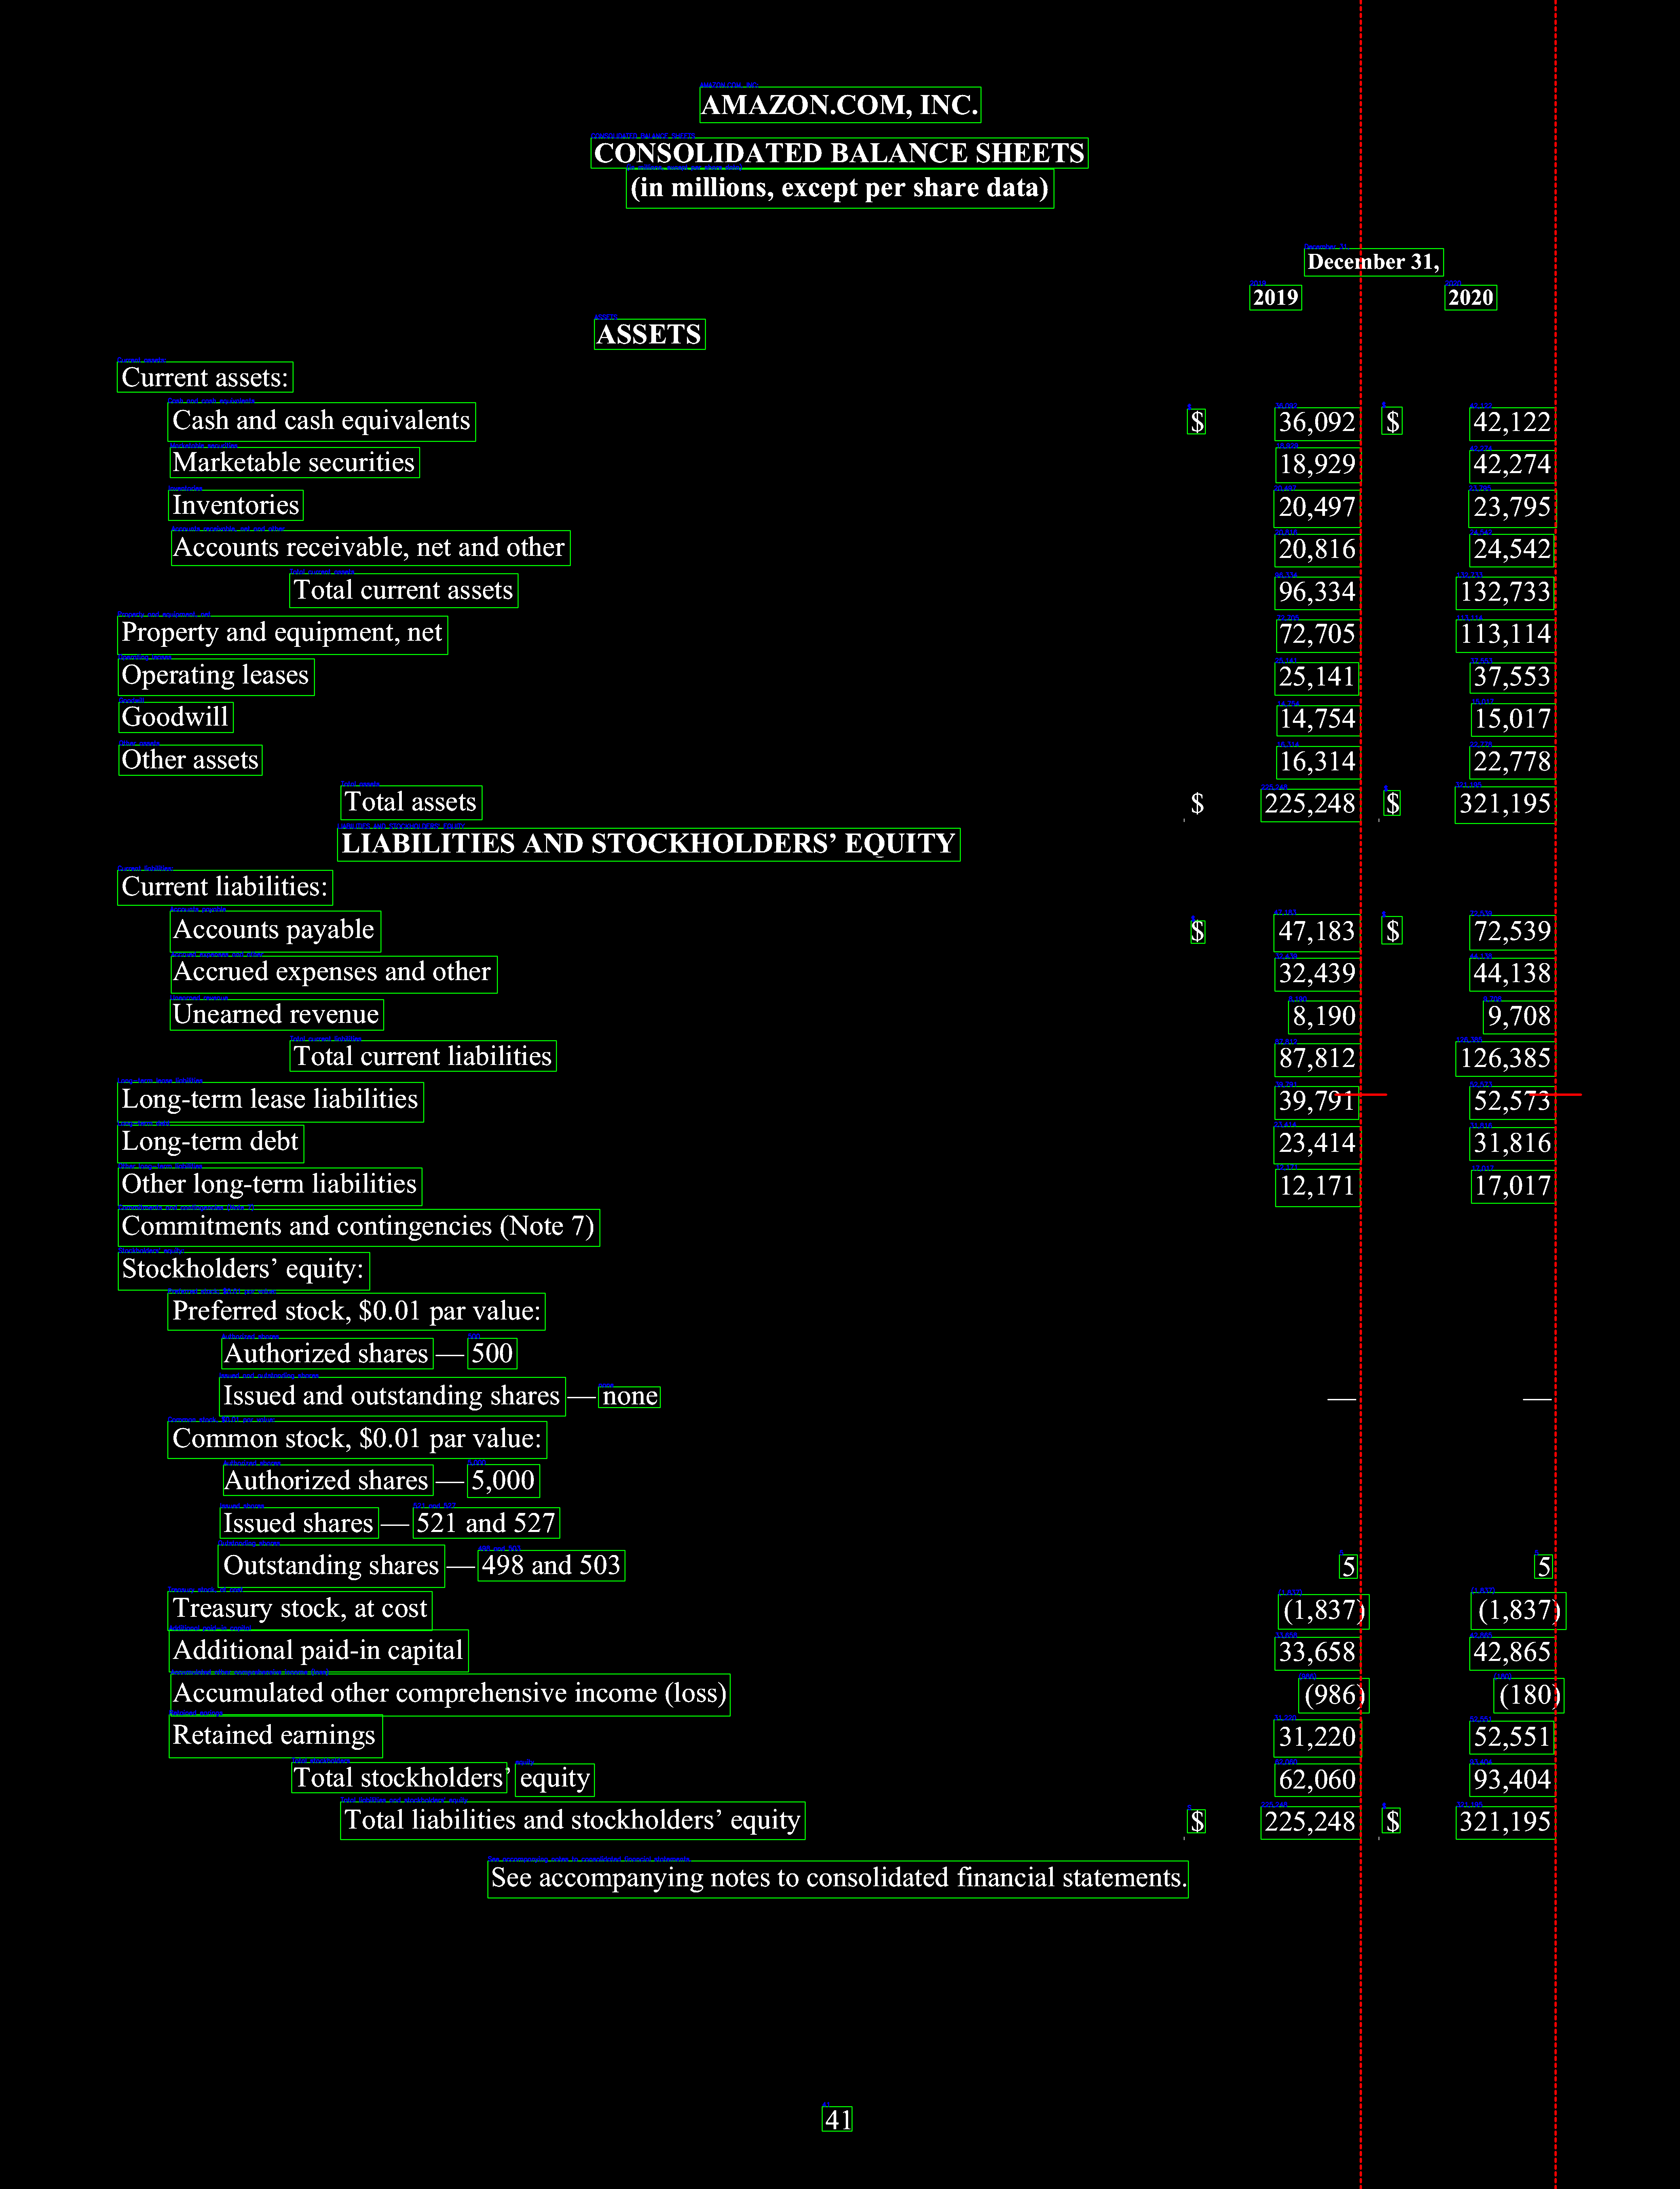 AMAZON.COM, INC.
CONSOLIDATED BALANCE SHEETS
(in millions, except per share data)
December 31,
2019 2020
ASSETS
Current assets:
Cash and cash equivalents $ 36,092 $ 42,122
Marketable securities 18,929 42,274
Inventories 20,497 23,795
Accounts receivable, net and other 20,816 24,542
Total current assets 96,334 132,733
Property and equipment, net 72,705 113,114
Operating leases 25,141 37,553
Goodwill 14,754 15,017
Other assets 16,314 22,778
Total assets $ 225,248 $ 321,195
LIABILITIES AND STOCKHOLDERS’ EQUITY
Current liabilities:
Accounts payable $ 47,183 $ 72,539
Accrued expenses and other 32,439 44,138
Unearned revenue 8,190 9,708
Total current liabilities 87,812 126,385
Long-term lease liabilities 39,791 52,573
Long-term debt 23,414 31,816
Other long-term liabilities 12,171 17,017
Commitments and contingencies (Note 7)
Stockholders’ equity:
Preferred stock, $0.01 par value:
Authorized shares — 500
Issued and outstanding shares — none — —
Common stock, $0.01 par value:
Authorized shares — 5,000
Issued shares — 521 and 527
Outstanding shares — 498 and 503 5 5
Treasury stock, at cost (1,837) (1,837)
Additional paid-in capital 33,658 42,865
Accumulated other comprehensive income (loss) (986) (180)
Retained earnings 31,220 52,551
Total stockholders’ equity 62,060 93,404
Total liabilities and stockholders’ equity $ 225,248 $ 321,195
See accompanying notes to consolidated financial statements.
41